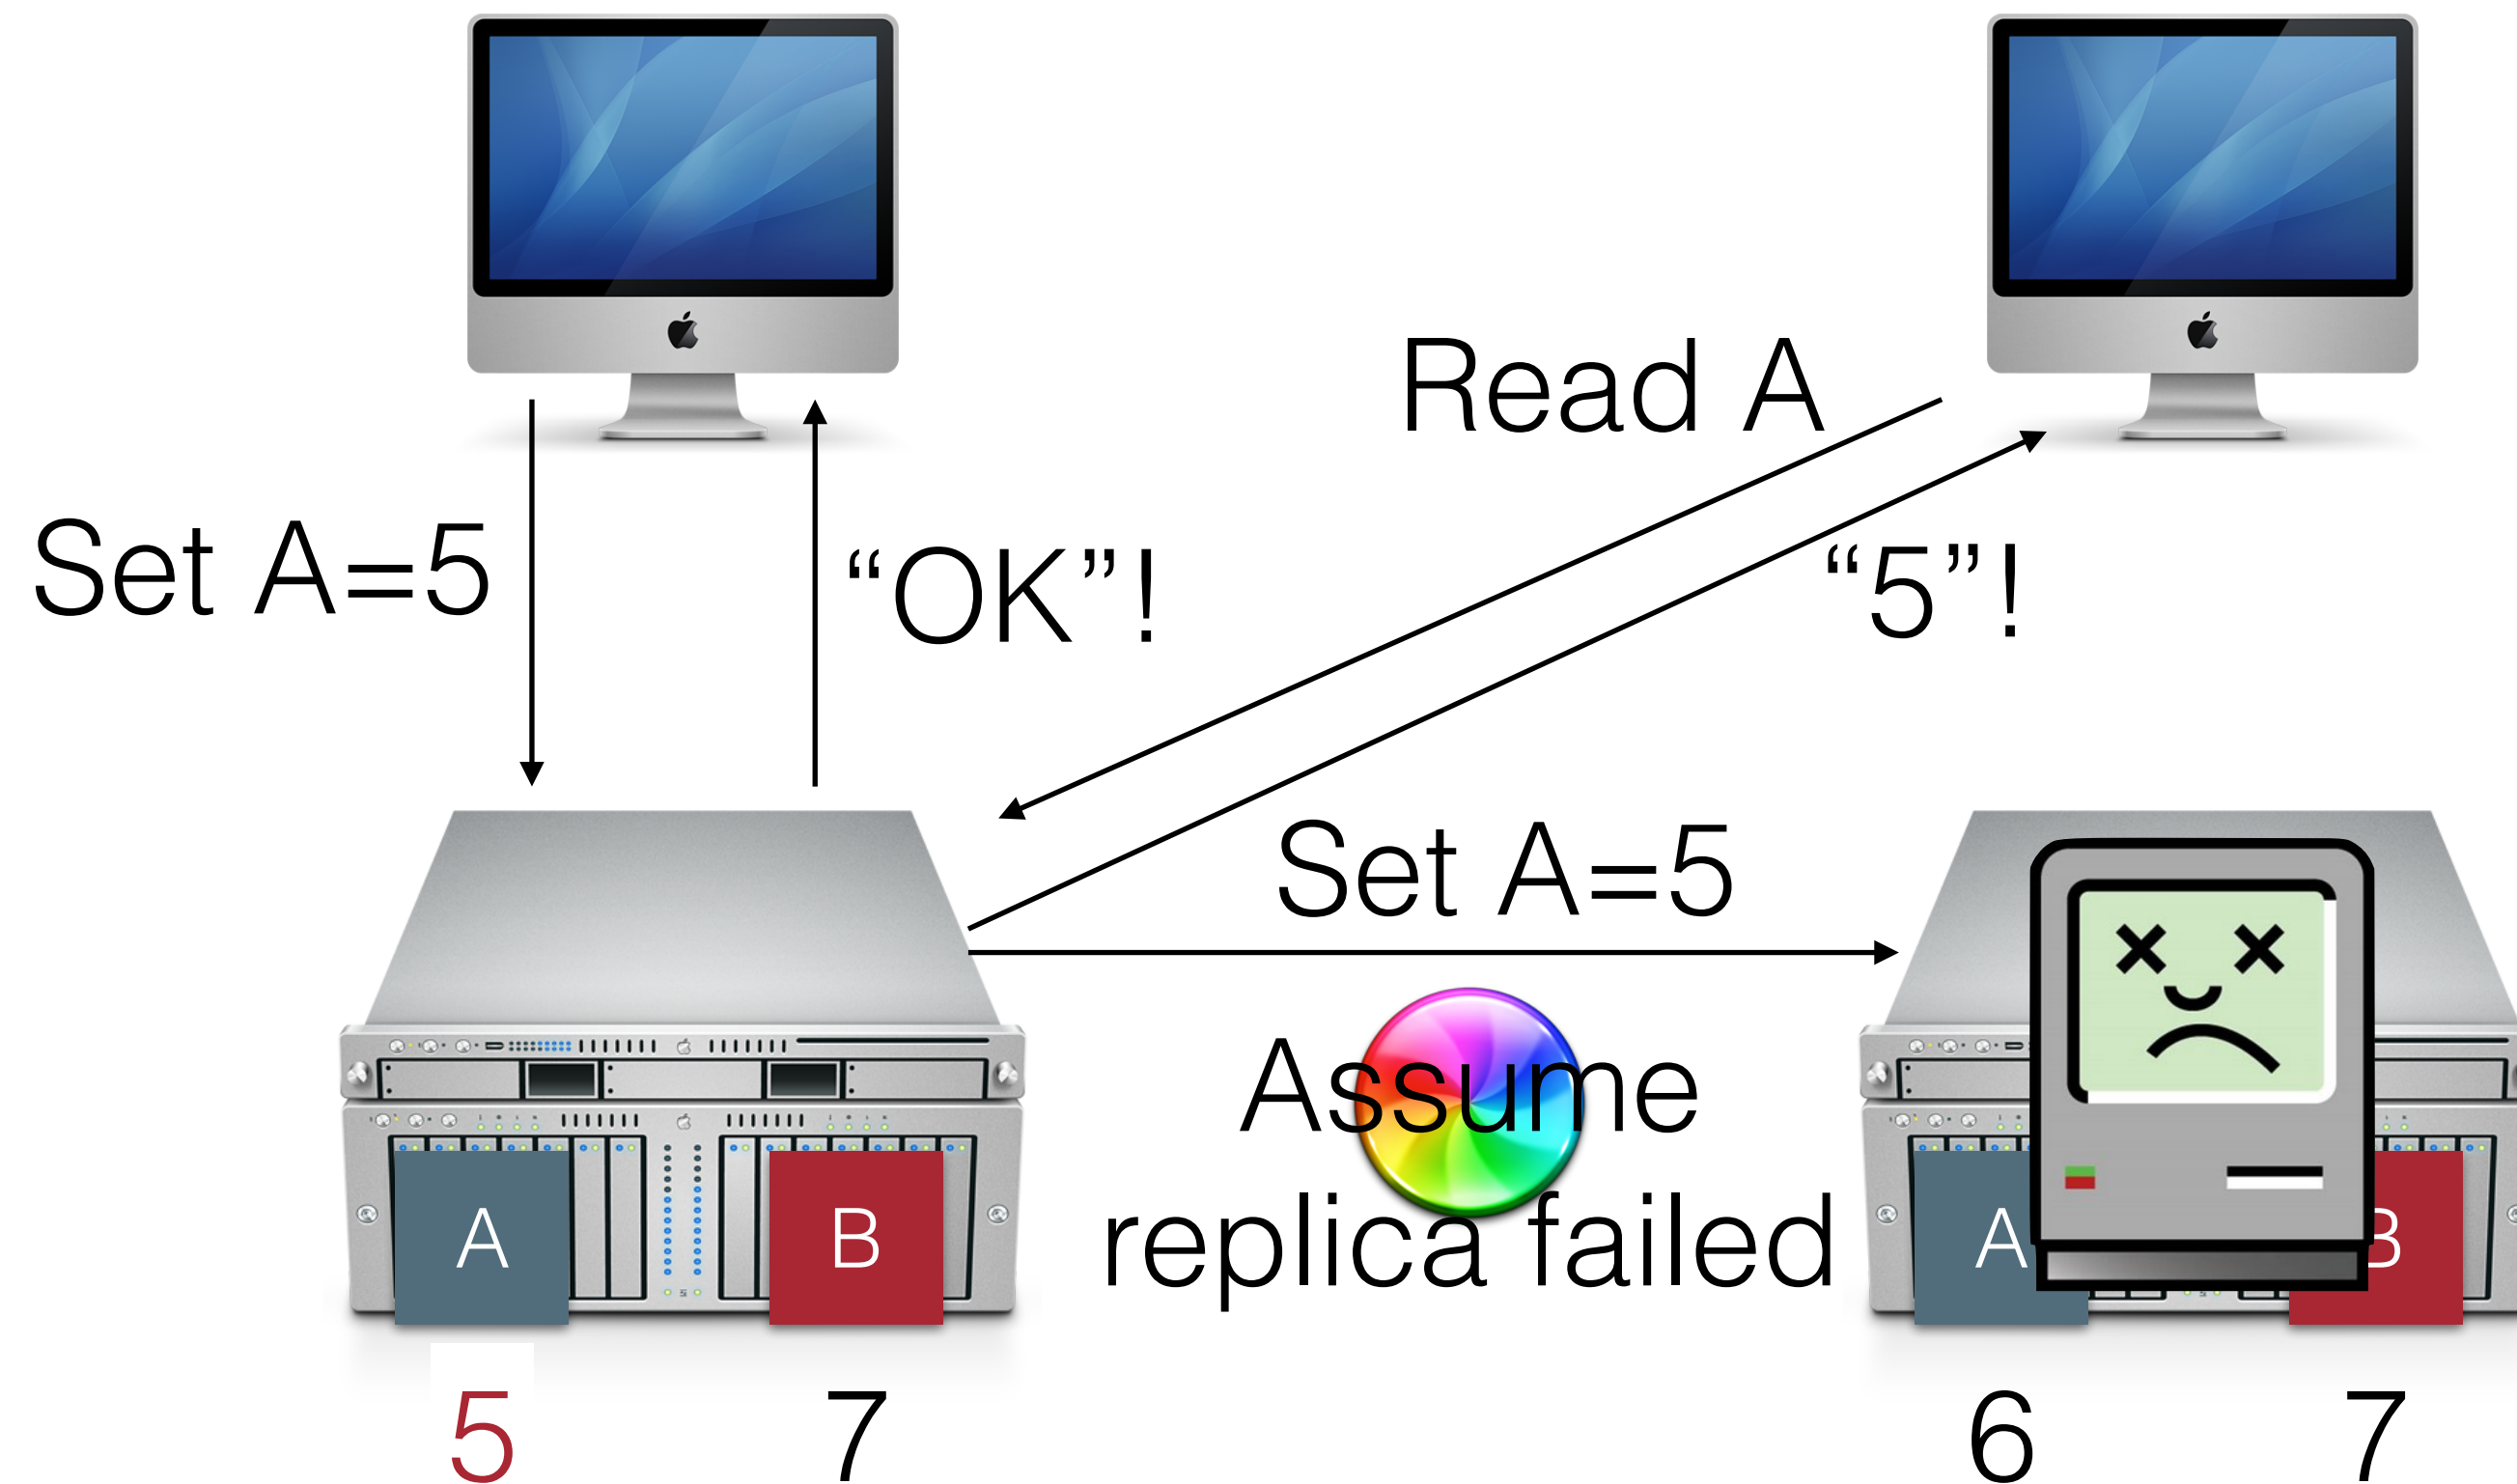 Read A
Set A=5
“OK”!
“5”!
Set A=5
Assume
replica failed
A
B
A
B
5
7
6
7